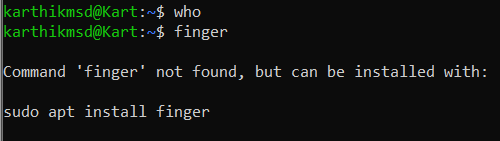 karthikmsd@Kart:~$ who
karthikmsd@Kart:~$ finger
Command 'finger' not found, but can be installed with:
sudo apt install finger